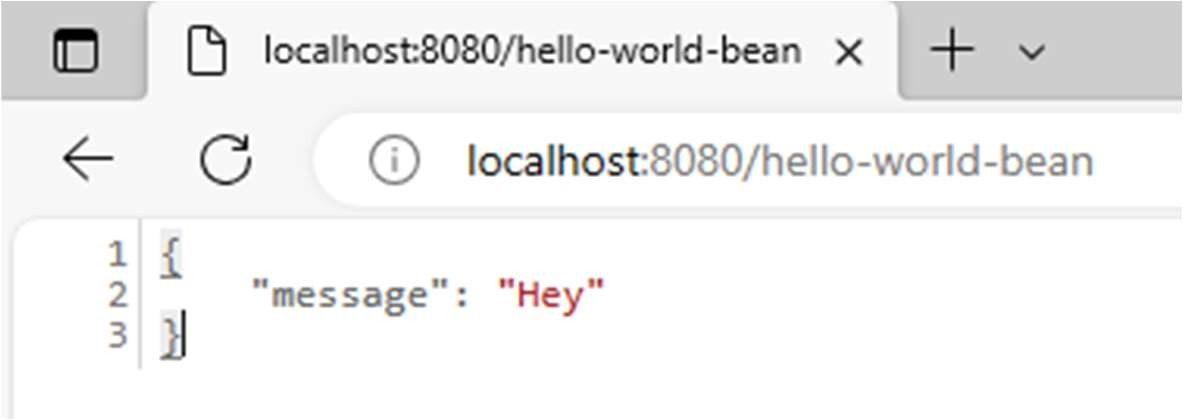 localhost:8080/hello-world-bean
localhost:8080/hello-world-bean
1 {
2 "message": "Hey"
3 }